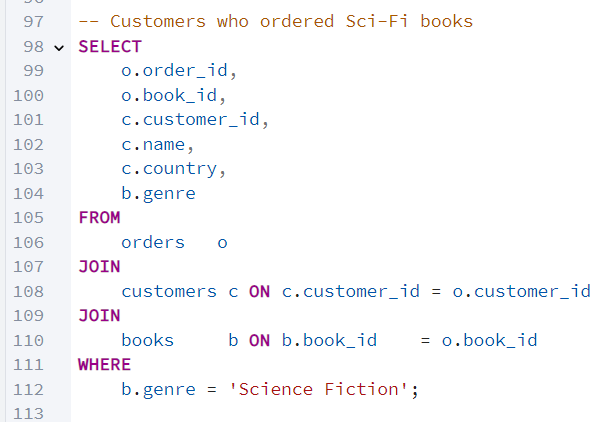 97 -- Customers who ordered Sci-Fi books
98 SELECT
99 o.order_id,
100 o.book_id,
101 c.customer_id,
102 c.name,
103 c.country,
104 b.genre
105 FROM
106 orders o
107 JOIN
108 customers c ON c.customer_id = o.customer_id
109 JOIN
110 books b ON b.book_id = o.book_id
111 WHERE
112 b.genre = 'Science Fiction';
113